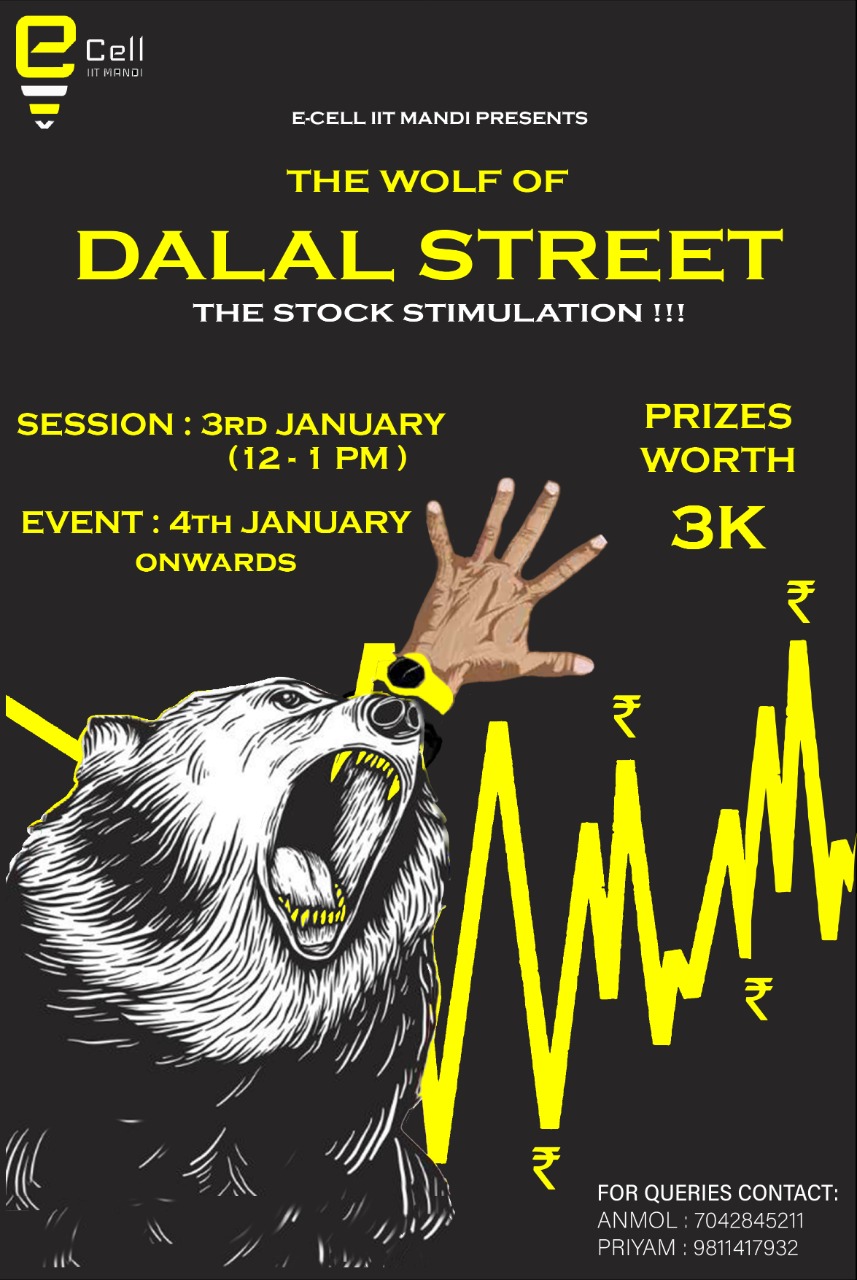 e Cell
IIT MANDI
E-CELL IIT MANDI PRESENTS
THE WOLF OF
DALAL STREET
THE STOCK STIMULATION !!!
SESSION : 3RD JANUARY
(12 - 1 PM )
EVENT : 4TH JANUARY
ONWARDS
PRIZES
WORTH
3K
₹
₹
₹
₹
FOR QUERIES CONTACT:
ANMOL : 7042845211
PRIYAM : 9811417932